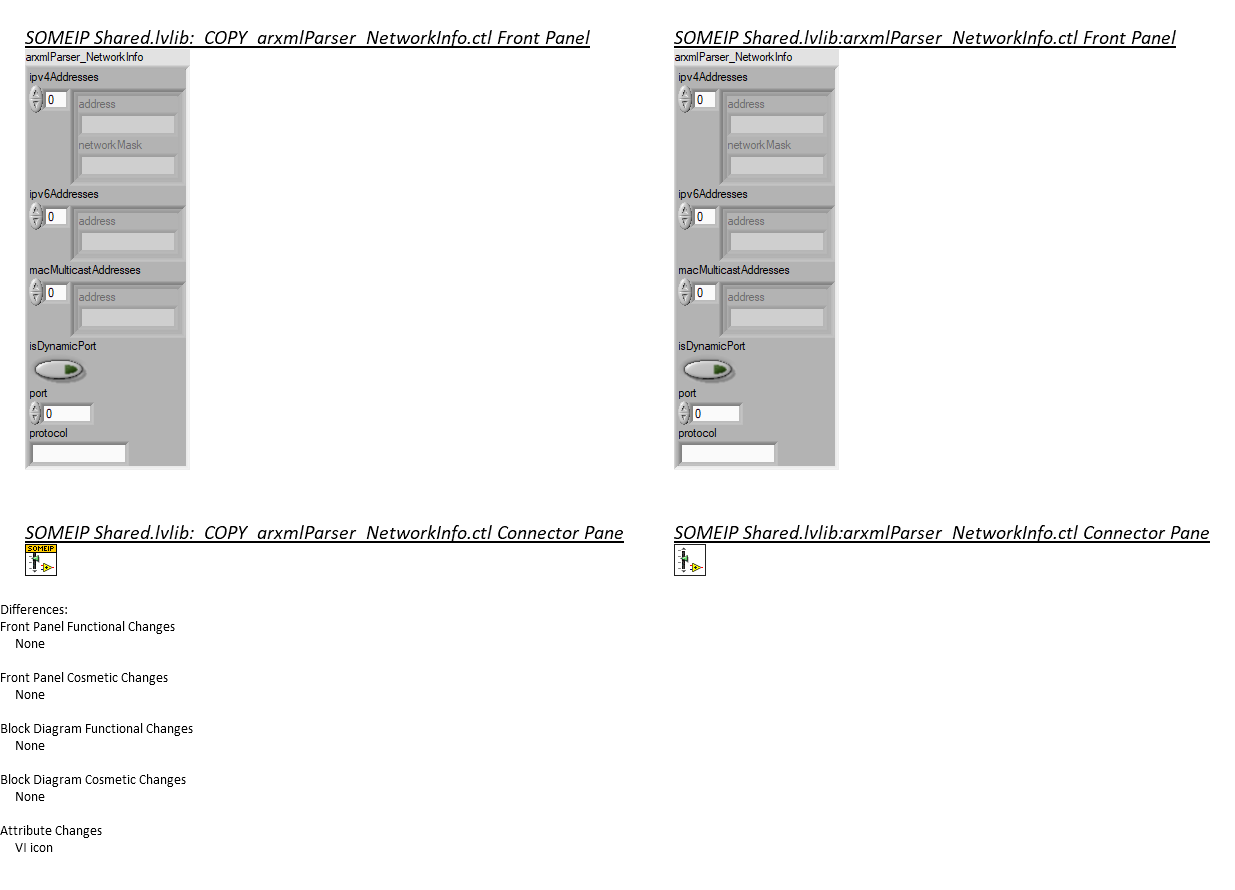 SOMEIP Shared.lvlib:_COPY_arxmlParser_NetworkInfo.ctl Front Panel
arxmlParser_NetworkInfo
ipv4Addresses
0
address
networkMask
ipv6Addresses
0
address
macMulticastAddresses
0
address
isDynamicPort
port
0
protocol
SOMEIP Shared.lvlib:arxmlParser_NetworkInfo.ctl Front Panel
arxmlParser_NetworkInfo
ipv4Addresses
0
address
networkMask
ipv6Addresses
0
address
macMulticastAddresses
0
address
isDynamicPort
port
0
protocol
SOMEIP Shared.lvlib:_COPY_arxmlParser_NetworkInfo.ctl Connector Pane
SOMEIP
SOMEIP Shared.lvlib:arxmlParser_NetworkInfo.ctl Connector Pane
Differences:
Front Panel Functional Changes
None
Front Panel Cosmetic Changes
None
Block Diagram Functional Changes
None
Block Diagram Cosmetic Changes
None
Attribute Changes
VI icon